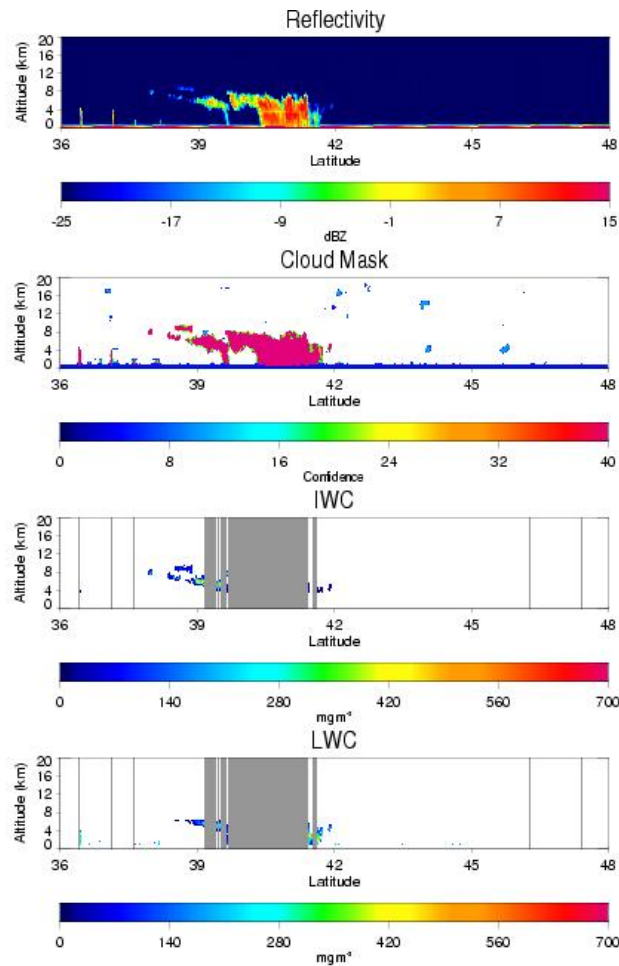 Reflectivity
20
16
12
8
4
0
Altitude (km)
36 39 42 45 48
Latitude
-25 -17 -9 -1 7 15
dBZ
Cloud Mask
20
16
12
8
4
0
Altitude (km)
36 39 42 45 48
Latitude
0 8 16 24 32 40
Confidence
IWC
20
16
12
8
4
0
Altitude (km)
36 39 42 45 48
Latitude
0 140 280 420 560 700
mg m⁻³
LWC
20
16
12
8
4
0
Altitude (km)
36 39 42 45 48
Latitude
0 140 280 420 560 700
mg m⁻³